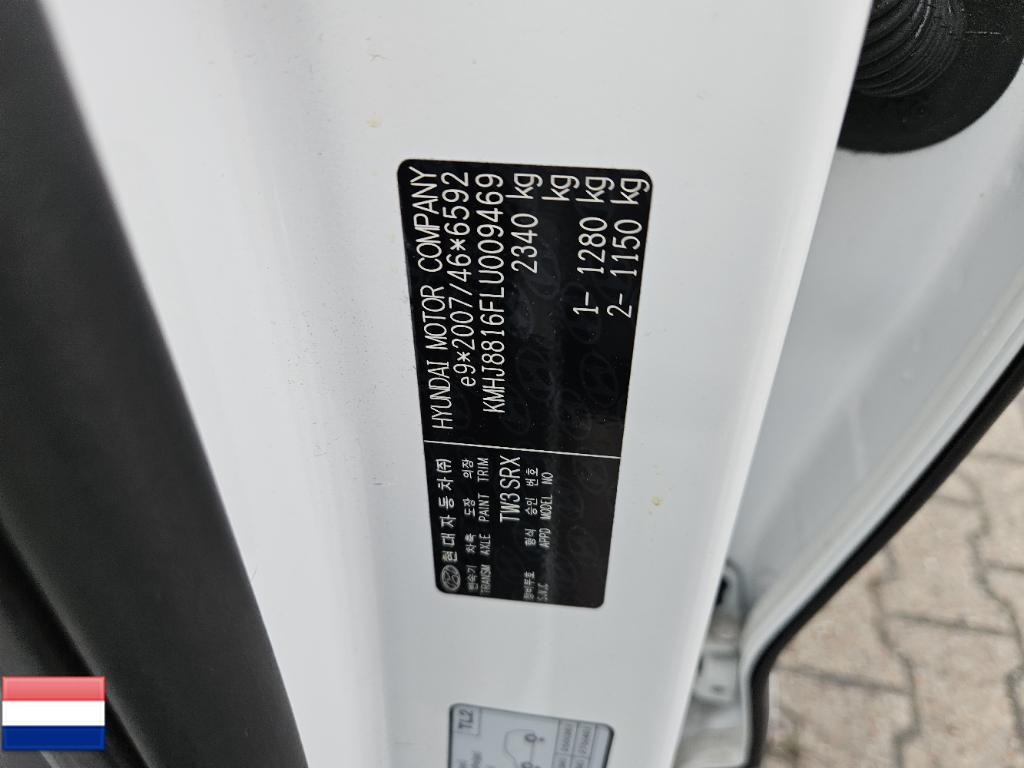 HYUNDAI MOTOR COMPANY
e9*2007/46*6592
KMHJ8816FLU009469
2340 kg
kg
1- 1280 kg
2- 1150 kg
현대자동차(주)
변속기 차축 도장 외장
TRANSM AXLE PAINT TRIM
TW3 SRX
형식 승인 번호
APPD MODEL NO
TL2